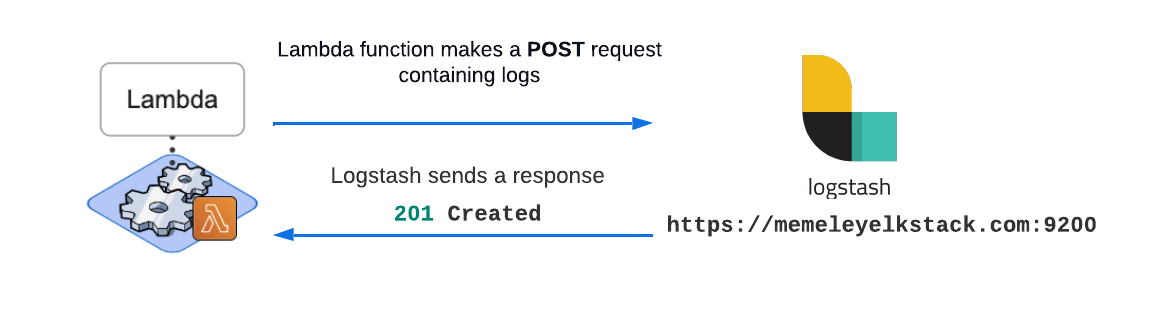 Lambda function makes a POST request
containing logs
Lambda
Logstash sends a response
201 Created
logstash
https://memeleyelkstack.com:9200